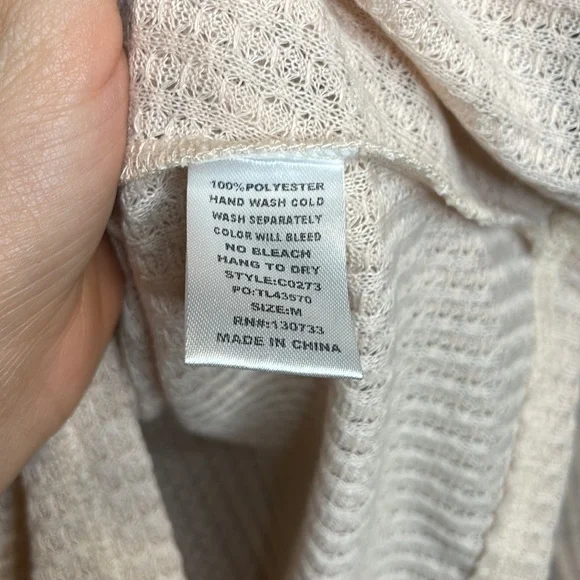 100%POLYESTER
HAND WASH COLD
WASH SEPARATELY
COLOR WILL BLEED
NO BLEACH
HANG TO DRY
STYLE:C0273
PO:TL43570
SIZE:M
RN#:130733
MADE IN CHINA